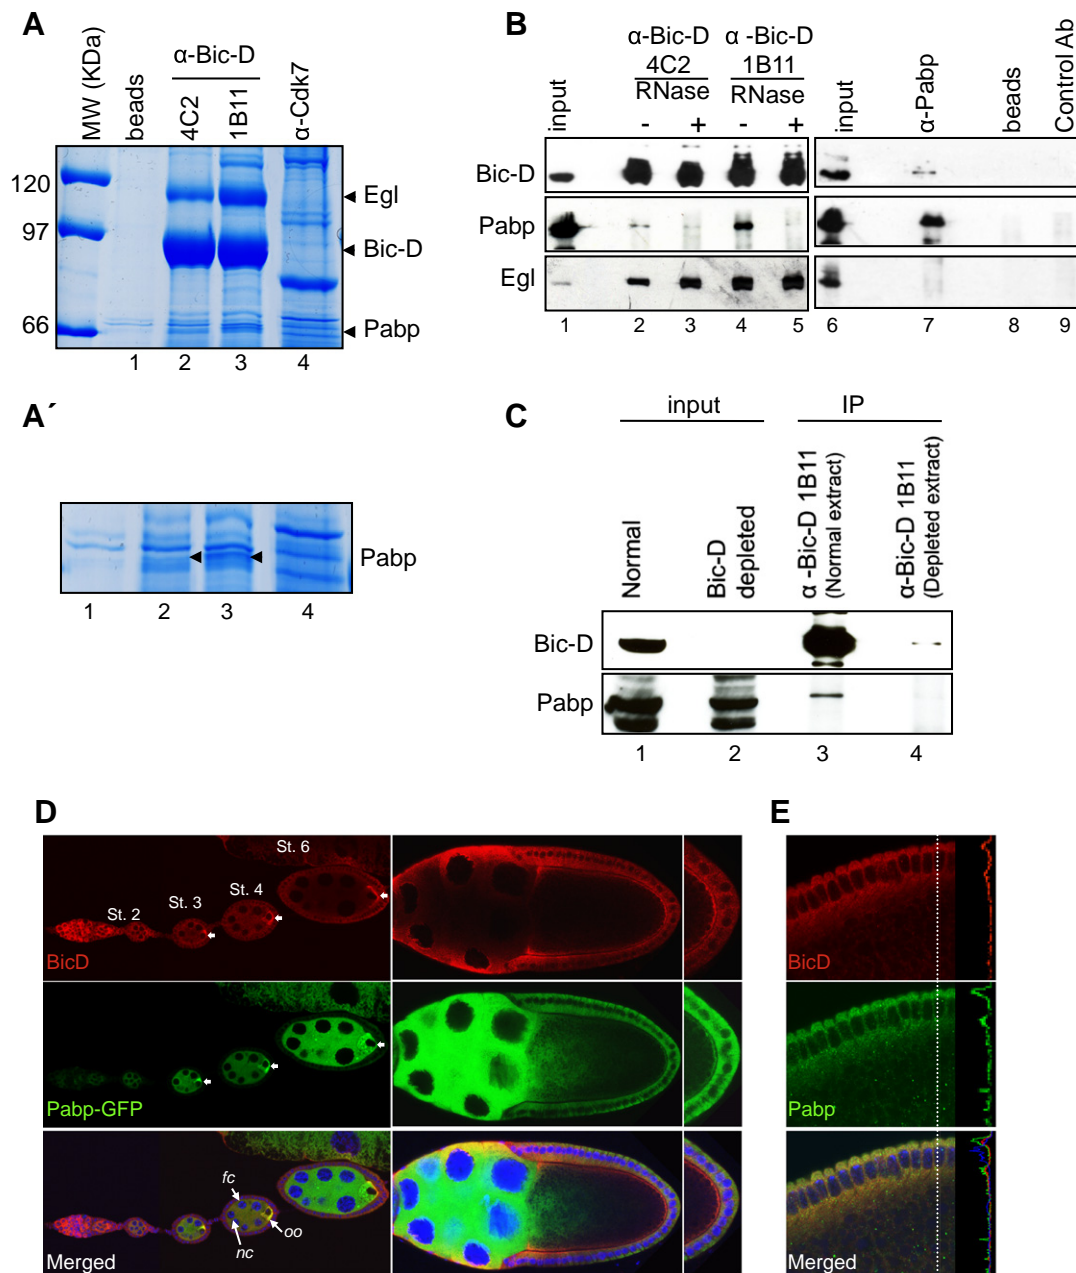 A
MW (KDa)
beads
α-Bic-D
4C2
1B11
α-Cdk7
120
97
66
Egl
Bic-D
Pabp
1
2
3
4
A´
Pabp
1
2
3
4
B
input
α-Bic-D
4C2
RNase
-
+
α -Bic-D
1B11
RNase
-
+
input
α-Pabp
beads
Control Ab
Bic-D
Pabp
Egl
1
2
3
4
5
6
7
8
9
C
input
IP
Normal
Bic-D
depleted
α -Bic-D 1B11
(Normal extract)
α-Bic-D 1B11
(Depleted extract)
Bic-D
Pabp
1
2
3
4
D
St. 2
St. 3
St. 4
St. 6
BicD
Pabp-GFP
fc
nc
oo
Merged
E
BicD
Pabp
Merged